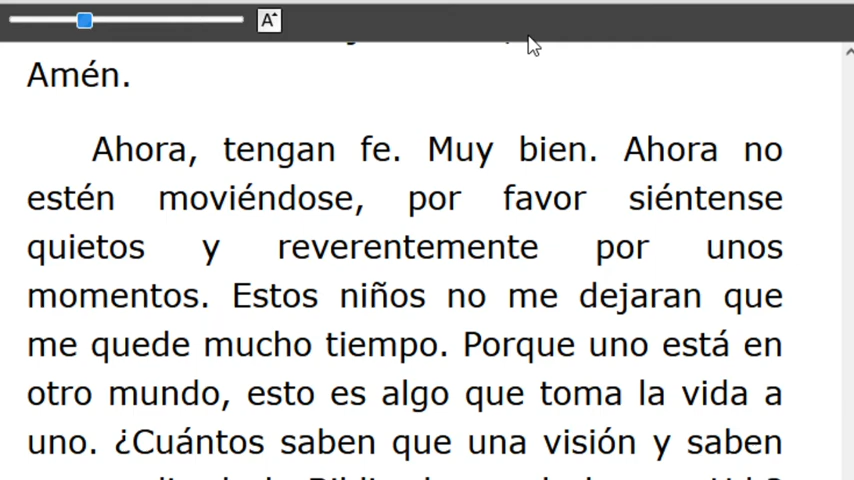 A
Amén.
Ahora, tengan fe. Muy bien. Ahora no
estén moviéndose, por favor siéntense
quietos y reverentemente por unos
momentos. Estos niños no me dejaran que
me quede mucho tiempo. Porque uno está en
otro mundo, esto es algo que toma la vida a
uno. ¿Cuántos saben que una visión y saben